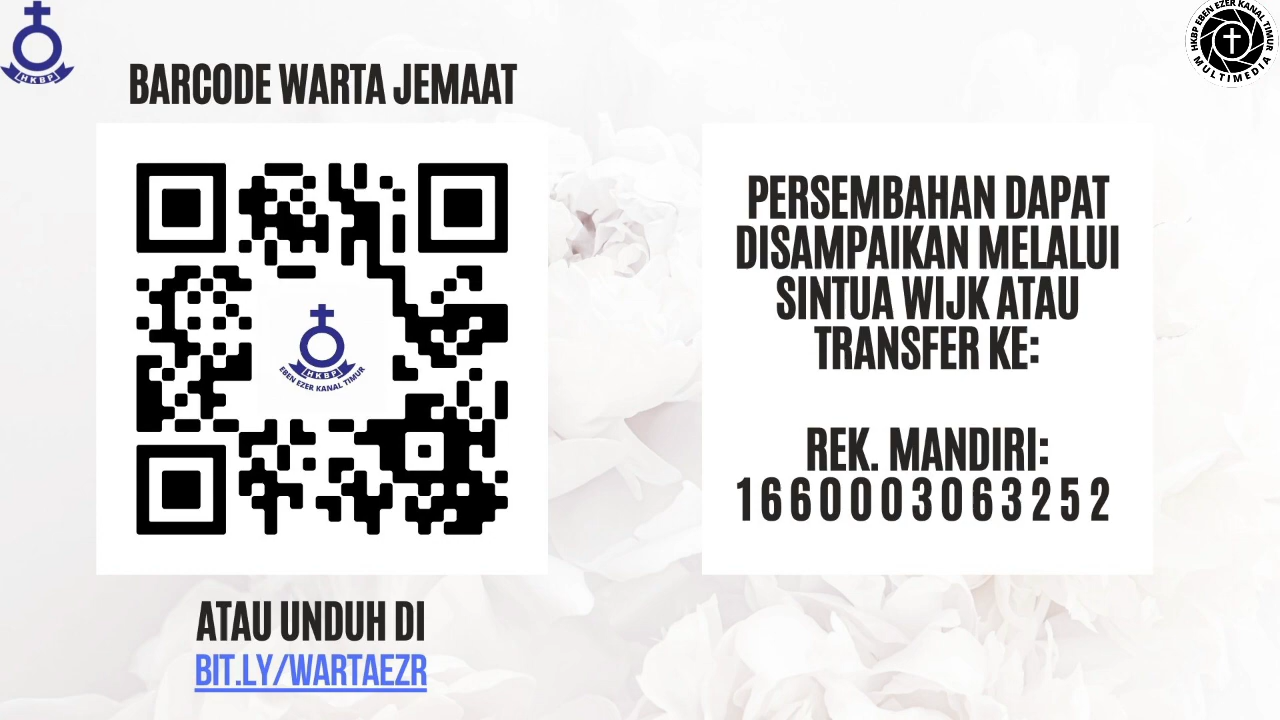 HKBP
HKBP EBEN EZER KANAL TIMUR
MULTIMEDIA
BARCODE WARTA JEMAAT
HKBP
EBEN EZER KANAL TIMUR
ATAU UNDUH DI
BIT.LY/WARTAEZR
PERSEMBAHAN DAPAT
DISAMPAIKAN MELALUI
SINTUA WIJK ATAU
TRANSFER KE:
REK. MANDIRI:
1660003063252